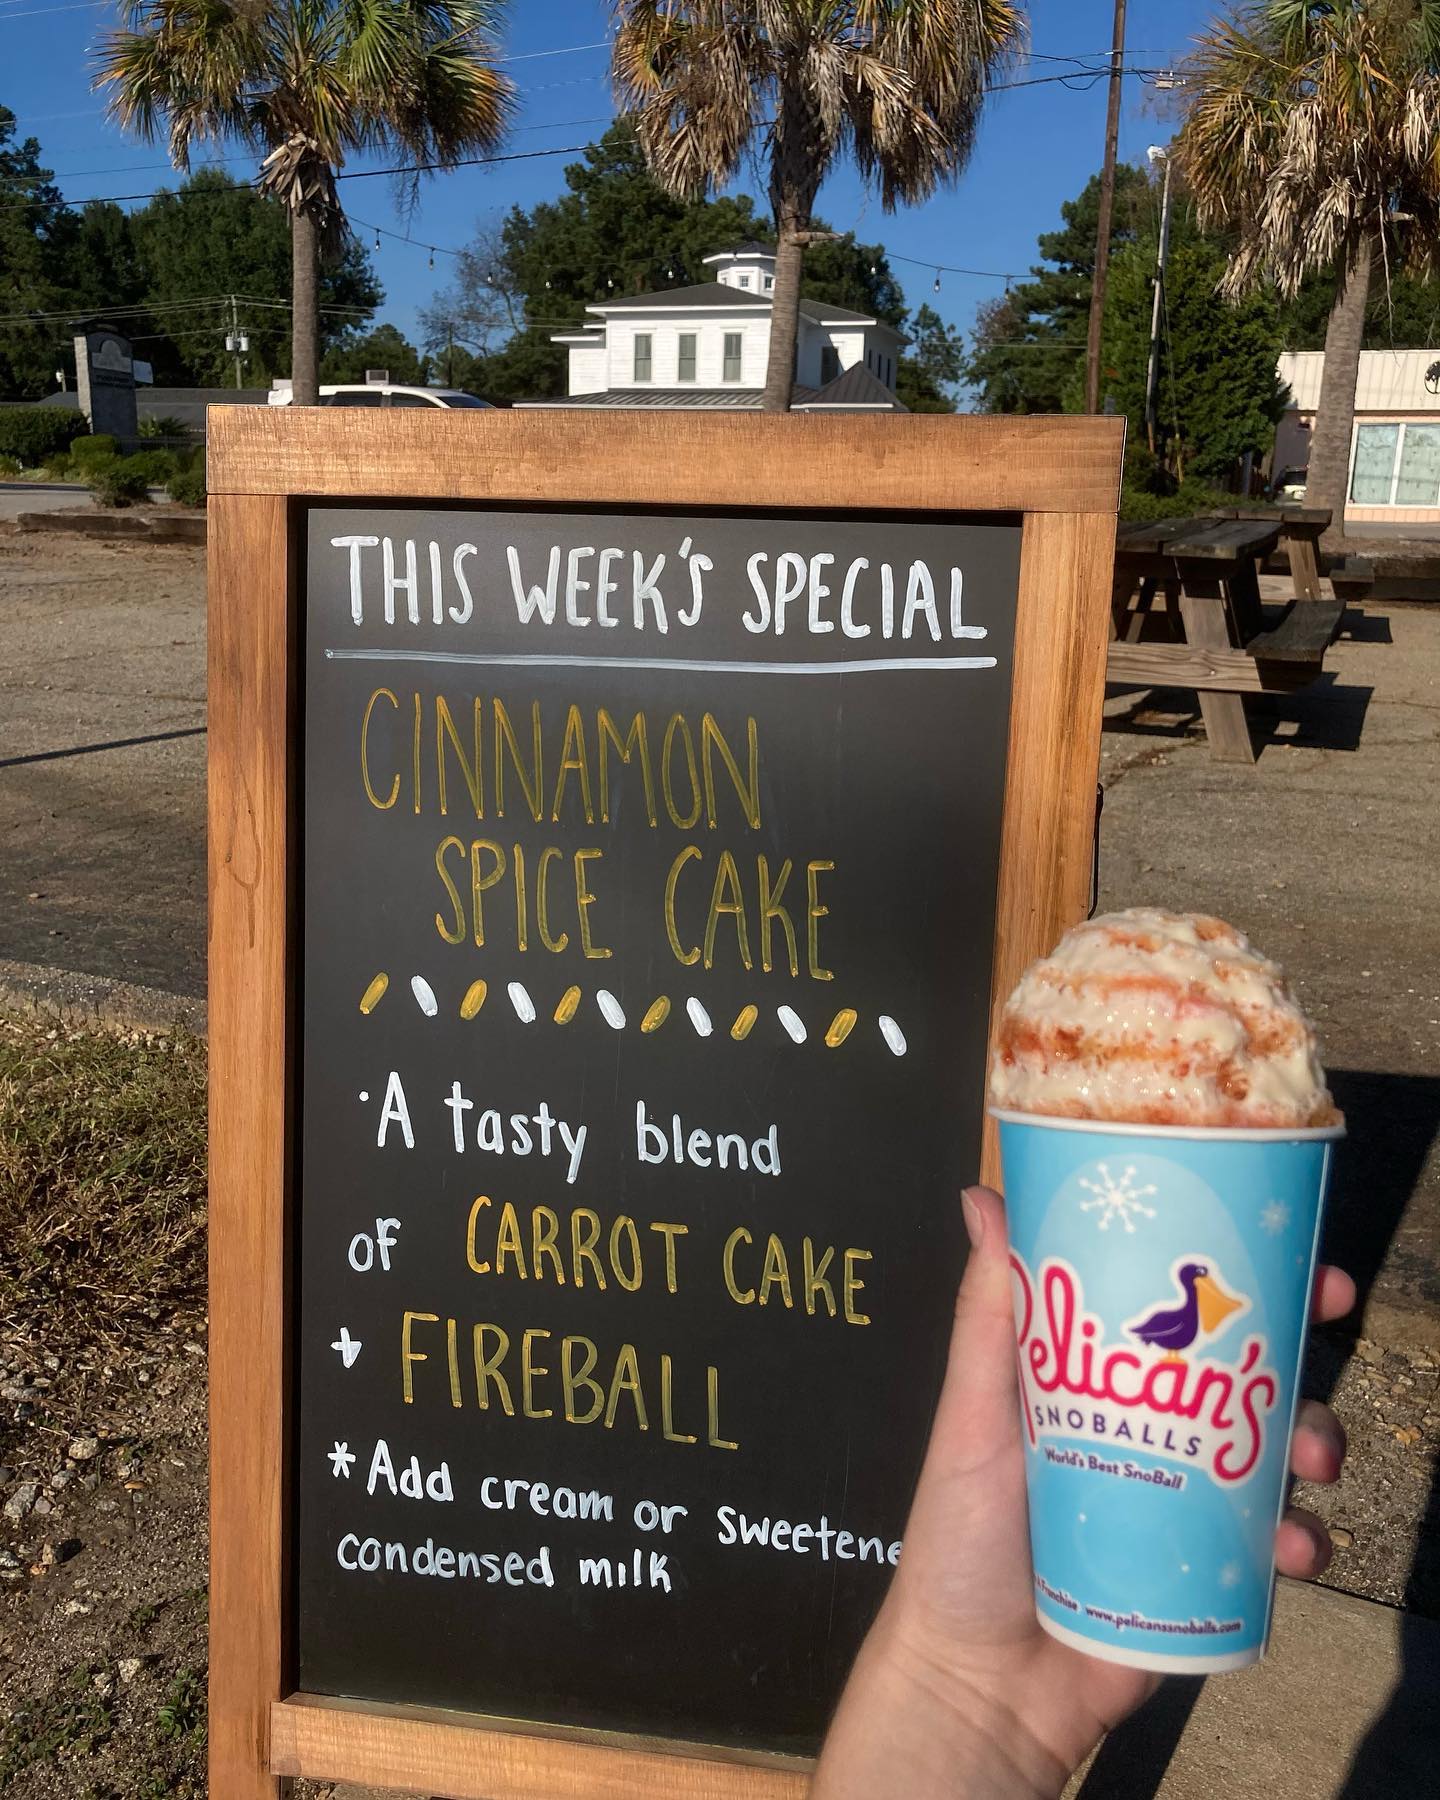 THIS WEEK'S SPECIAL
CINNAMON
SPICE CAKE
·A tasty blend
of CARROT CAKE
+ FIREBALL
*Add cream or sweetene
condensed milk
Pelican's
SNOBALLS
World's Best SnoBall
Franchise www.pelicanssnoballs.com